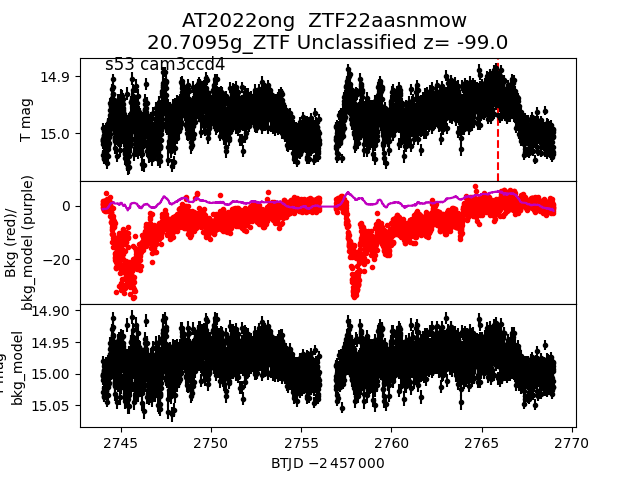 AT2022ong  ZTF22aasnmow
20.7095g_ZTF Unclassified z= -99.0
s53 cam3ccd4
T mag
14.9
15.0
Bkg (red)/
bkg_model (purple)
0
−20
bkg_model
14.90
14.95
15.00
15.05
2745
2750
2755
2760
2765
2770
BTJD −2 457 000